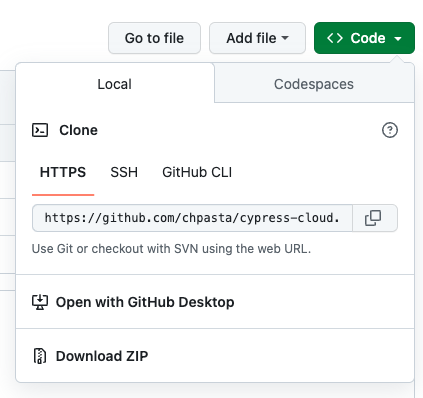 Go to file
Add file
Code
Local
Codespaces
Clone
HTTPS
SSH
GitHub CLI
https://github.com/chpasta/cypress-cloud.
Use Git or checkout with SVN using the web URL.
Open with GitHub Desktop
Download ZIP